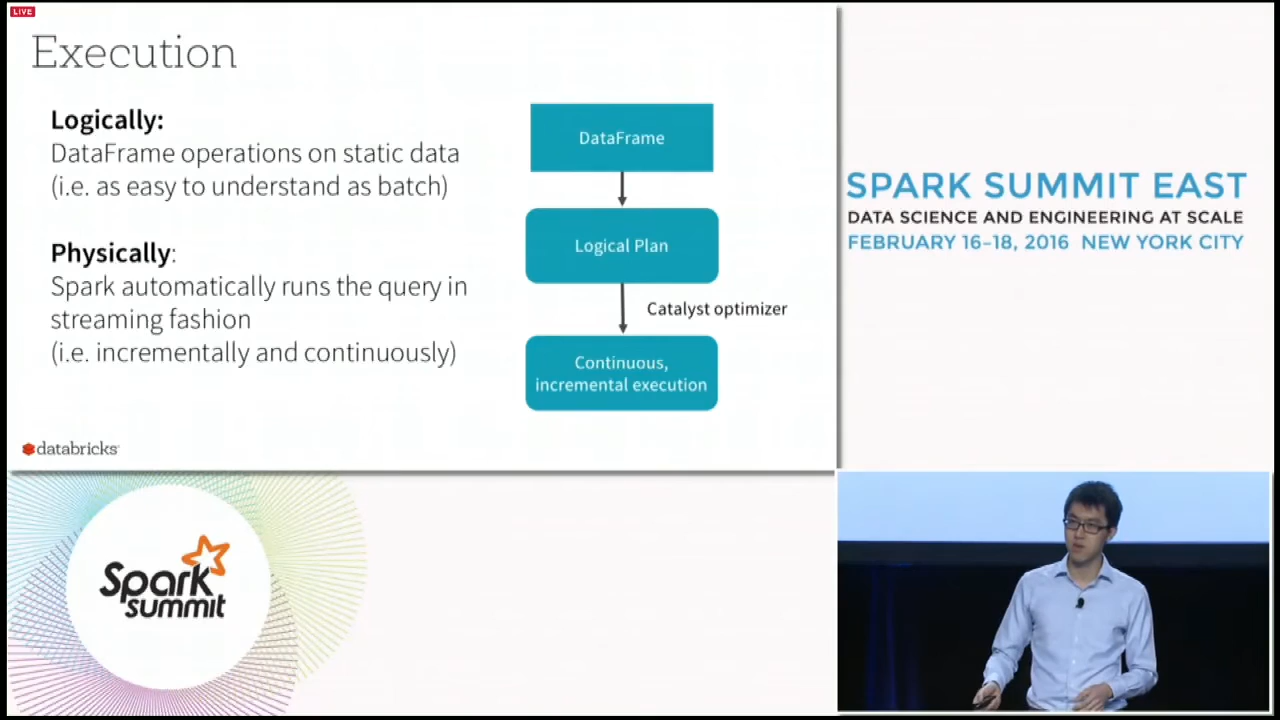 LIVE
Execution
Logically:
DataFrame operations on static data
(i.e. as easy to understand as batch)
Physically:
Spark automatically runs the query in
streaming fashion
(i.e. incrementally and continuously)
DataFrame
Logical Plan
Catalyst optimizer
Continuous,
incremental execution
databricks
SPARK SUMMIT EAST
DATA SCIENCE AND ENGINEERING AT SCALE
FEBRUARY 16–18, 2016 NEW YORK CITY
Spark
summit